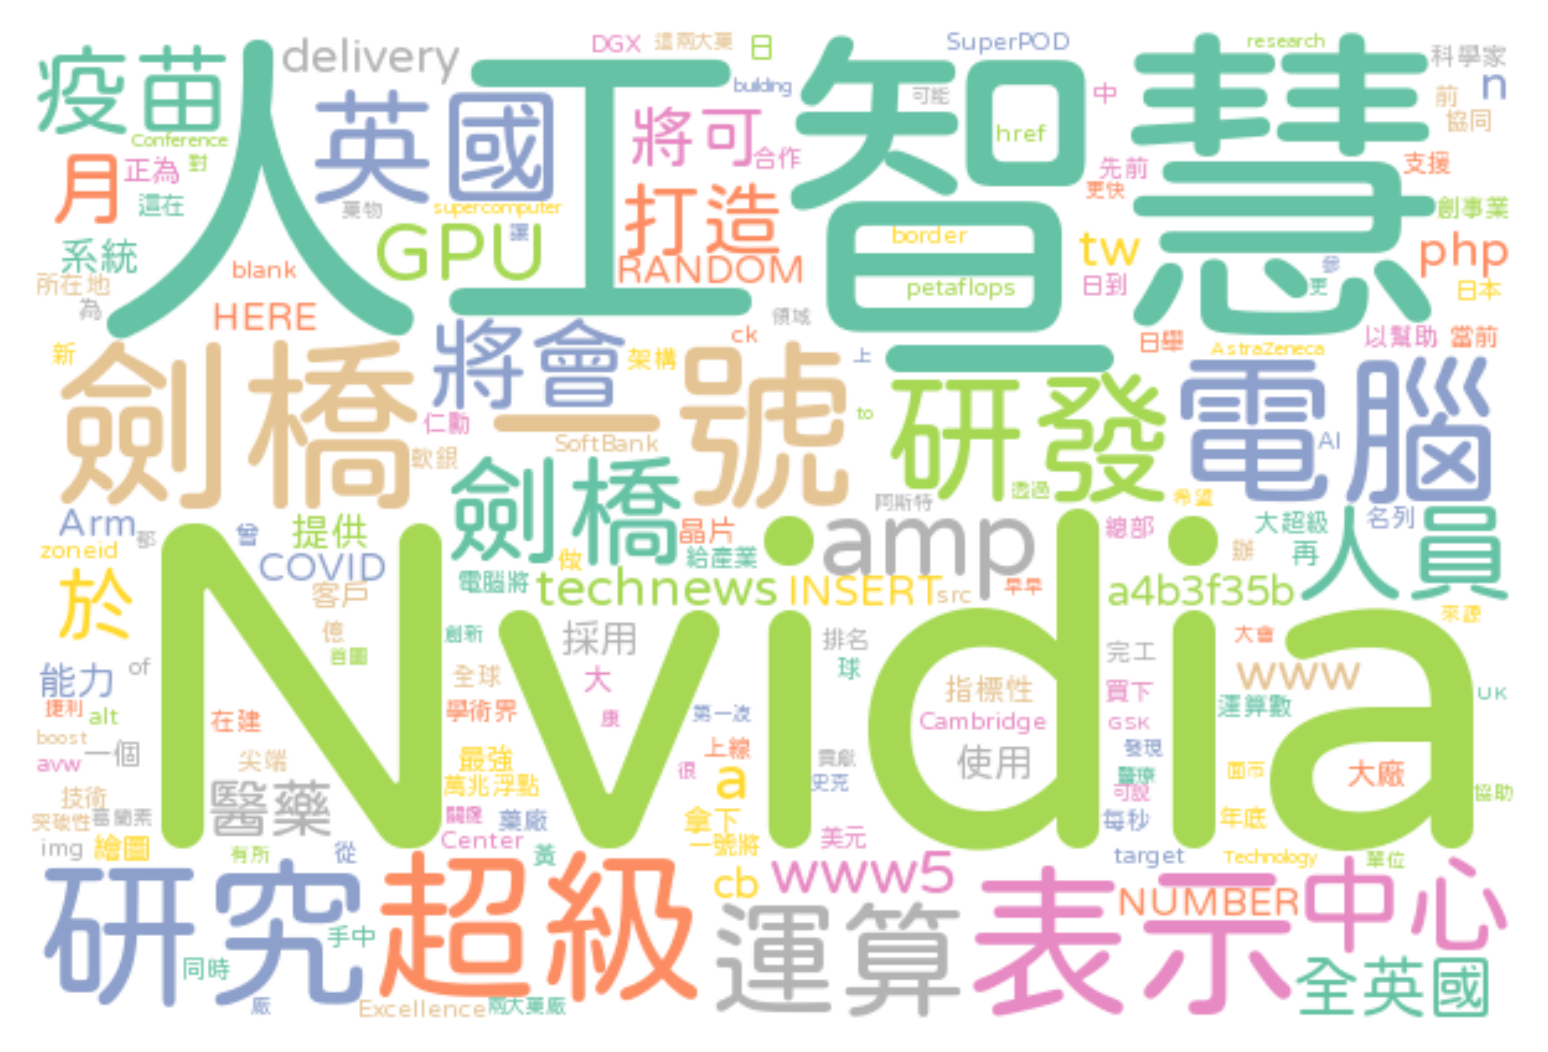 疫苗
人工智慧
delivery
DGX
這兩大藥
日
SuperPOD
research
科學家
building
可能
中
前
n
協同
Conference
英國
將可
合作
href
月
正為
對
先前
支援
更快
這在
藥物
supercomputer
讓
打造
border
創事業
系統
GPU
tw
php
參
blank
RANDOM
petaflops
日到
更
日本
所在地
為
HERE
領域
ck
日舉
以幫助
當前
新
將會
架構
上
一
AstraZeneca
劍橋一號
研發
電腦
仁勳
to
SoftBank
AI
軟銀
劍橋
透過
希望
阿斯特
Arm
都
曾
提供
晶片
amp
總部
大超級
名列
人員
zoneid
COVID
做
給產業
辦
再
於
客戶
電腦將
technews
INSERT
src
早早
a4b3f35b
來源
Nvidia
億
首圖
創新
採用
排名
球
完工
大會
能力
of
全球
大
指標性
買下
www
UK
捷利
alt
在建
學術界
康
第一次
Cambridge
GSK
運算數
boost
一個
avw
尖端
最強
上線
貢獻
使用
發現
很
a
史克
醫療
面市
大廠
萬兆浮點
可說
協助
技術
醫藥
突破性
葛蘭素
關鍵
藥廠
拿下
美元
每秒
年底
img
繪圖
有所
從
Center
黃
一號將
target
Technology
單位
研究
超級
cb
www5
表示
NUMBER
中心
運算
手中
同時
全英國
廠
Excellence
兩大藥廠